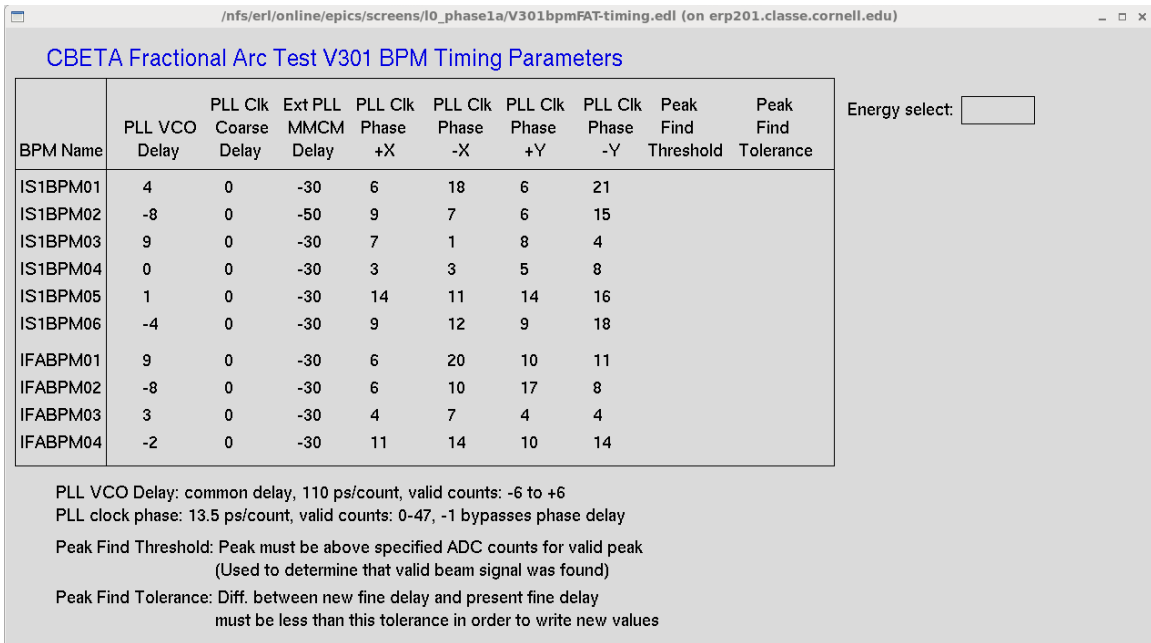 /nfs/erl/online/epics/screens/l0_phase1a/V301bpmFAT-timing.edl (on erp201.classe.cornell.edu)
CBETA Fractional Arc Test V301 BPM Timing Parameters
PLL Clk Ext PLL PLL Clk PLL Clk PLL Clk PLL Clk Peak Peak
PLL VCO Coarse MMCM Phase Phase Phase Phase Find Find
BPM Name Delay Delay Delay +X -X +Y -Y Threshold Tolerance
Energy select:
IS1BPM01 4 0 -30 6 18 6 21
IS1BPM02 -8 0 -50 9 7 6 15
IS1BPM03 9 0 -30 7 1 8 4
IS1BPM04 0 0 -30 3 3 5 8
IS1BPM05 1 0 -30 14 11 14 16
IS1BPM06 -4 0 -30 9 12 9 18
IFABPM01 9 0 -30 6 20 10 11
IFABPM02 -8 0 -30 6 10 17 8
IFABPM03 3 0 -30 4 7 4 4
IFABPM04 -2 0 -30 11 14 10 14
PLL VCO Delay: common delay, 110 ps/count, valid counts: -6 to +6
PLL clock phase: 13.5 ps/count, valid counts: 0-47, -1 bypasses phase delay
Peak Find Threshold: Peak must be above specified ADC counts for valid peak
(Used to determine that valid beam signal was found)
Peak Find Tolerance: Diff. between new fine delay and present fine delay
must be less than this tolerance in order to write new values